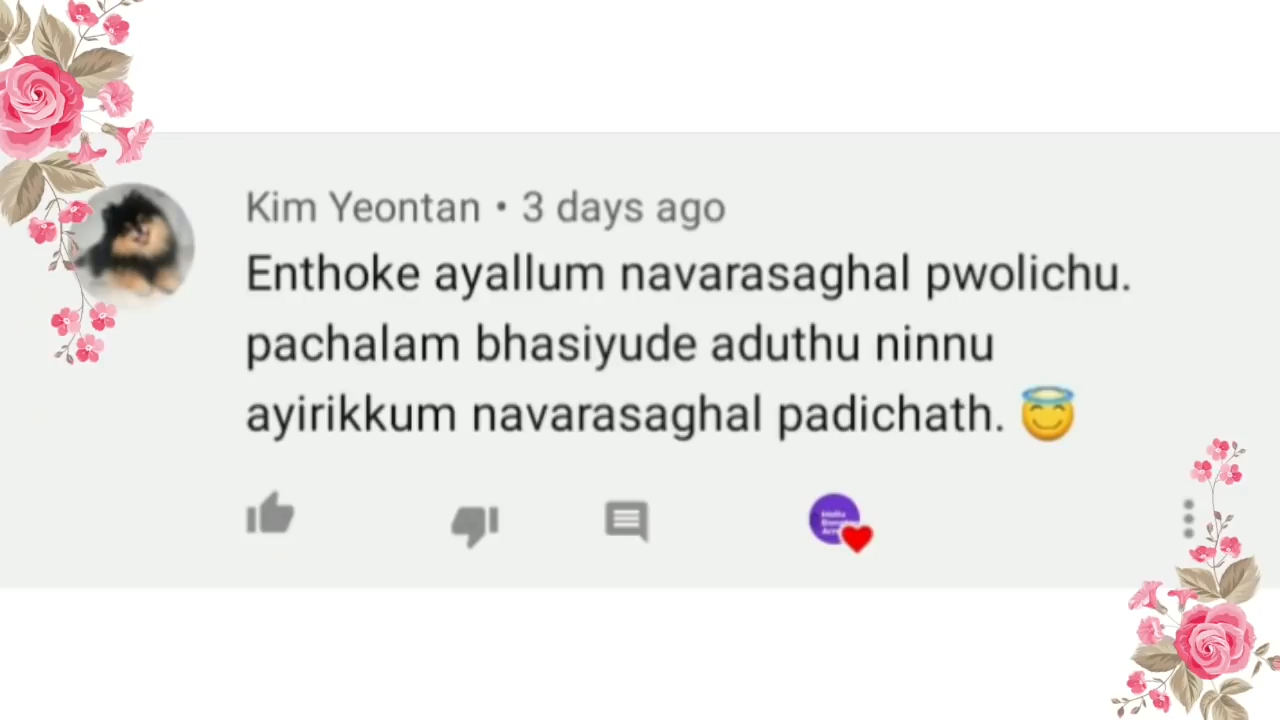 Kim Yeontan • 3 days ago
Enthoke ayallum navarasaghal pwolichu.
pachalam bhasiyude aduthu ninnu
ayirikkum navarasaghal padichath. 😇